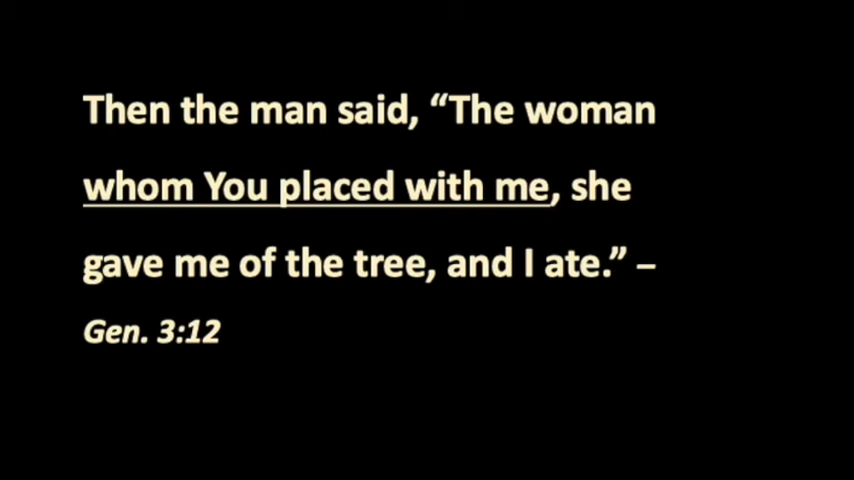 Then the man said, “The woman
whom You placed with me, she
gave me of the tree, and I ate.” –
Gen. 3:12